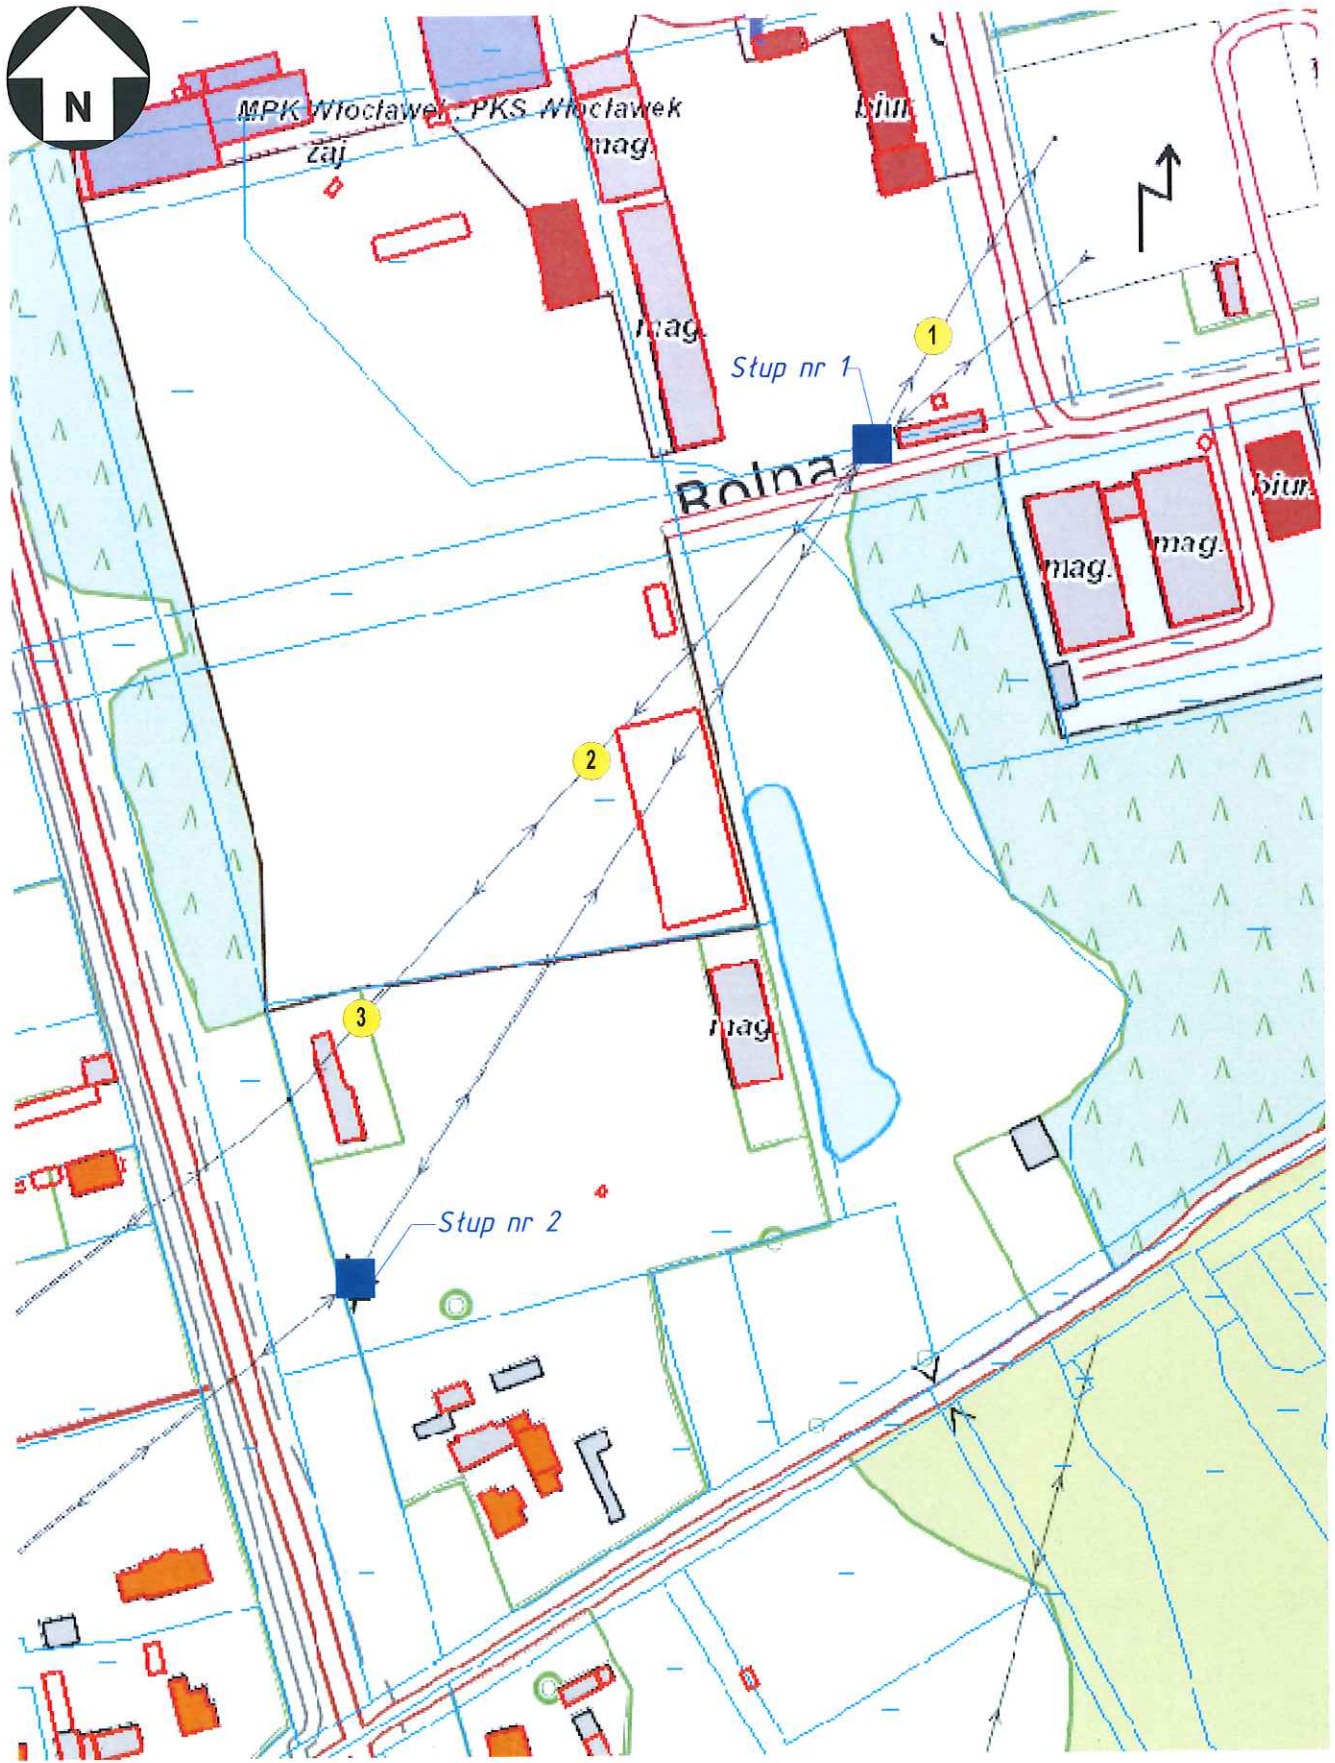 N
MPK Włocławek, PKS Włocławek
zaj
mag.
biur.
mag.
1
Słup nr 1
Rolna
biur.
mag.
mag.
2
3
mag.
Słup nr 2